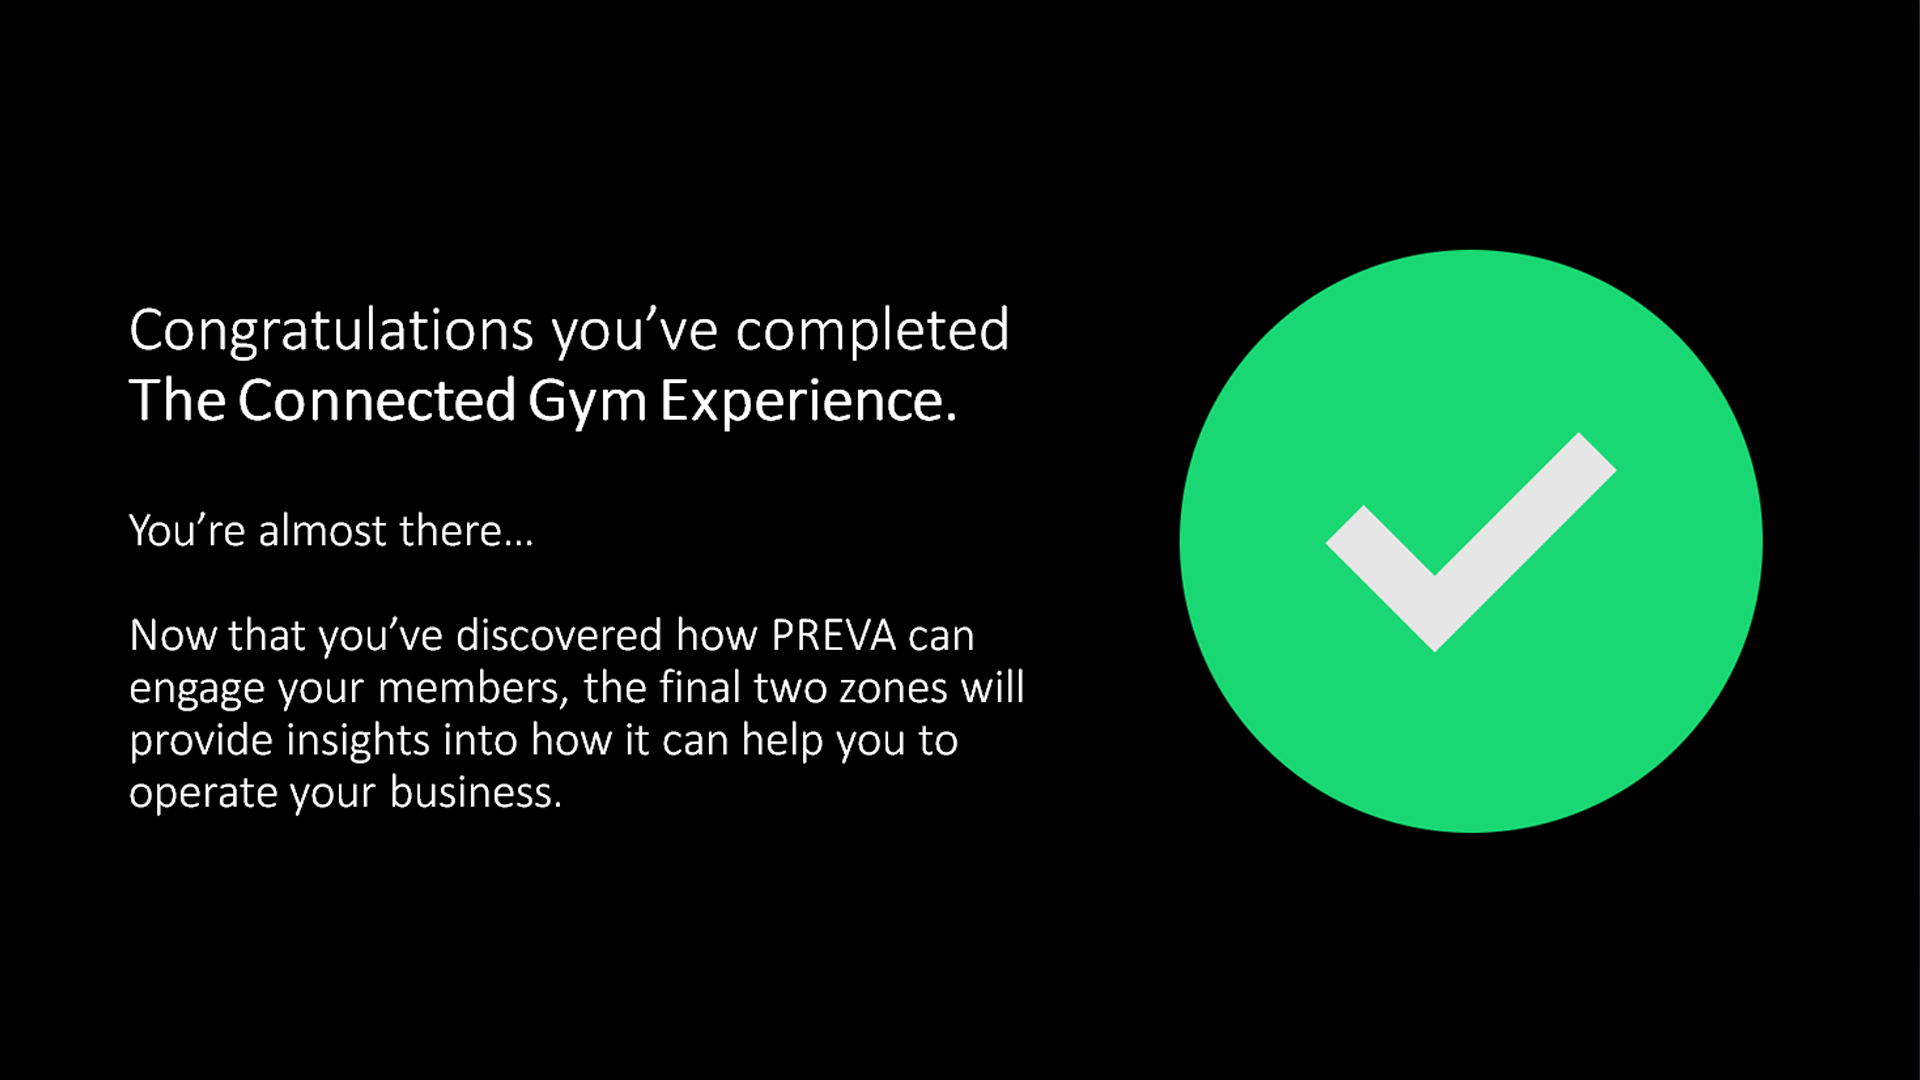 Congratulations you’ve completed
The Connected Gym Experience.
You’re almost there...
Now that you’ve discovered how PREVA can
engage your members, the final two zones will
provide insights into how it can help you to
operate your business.